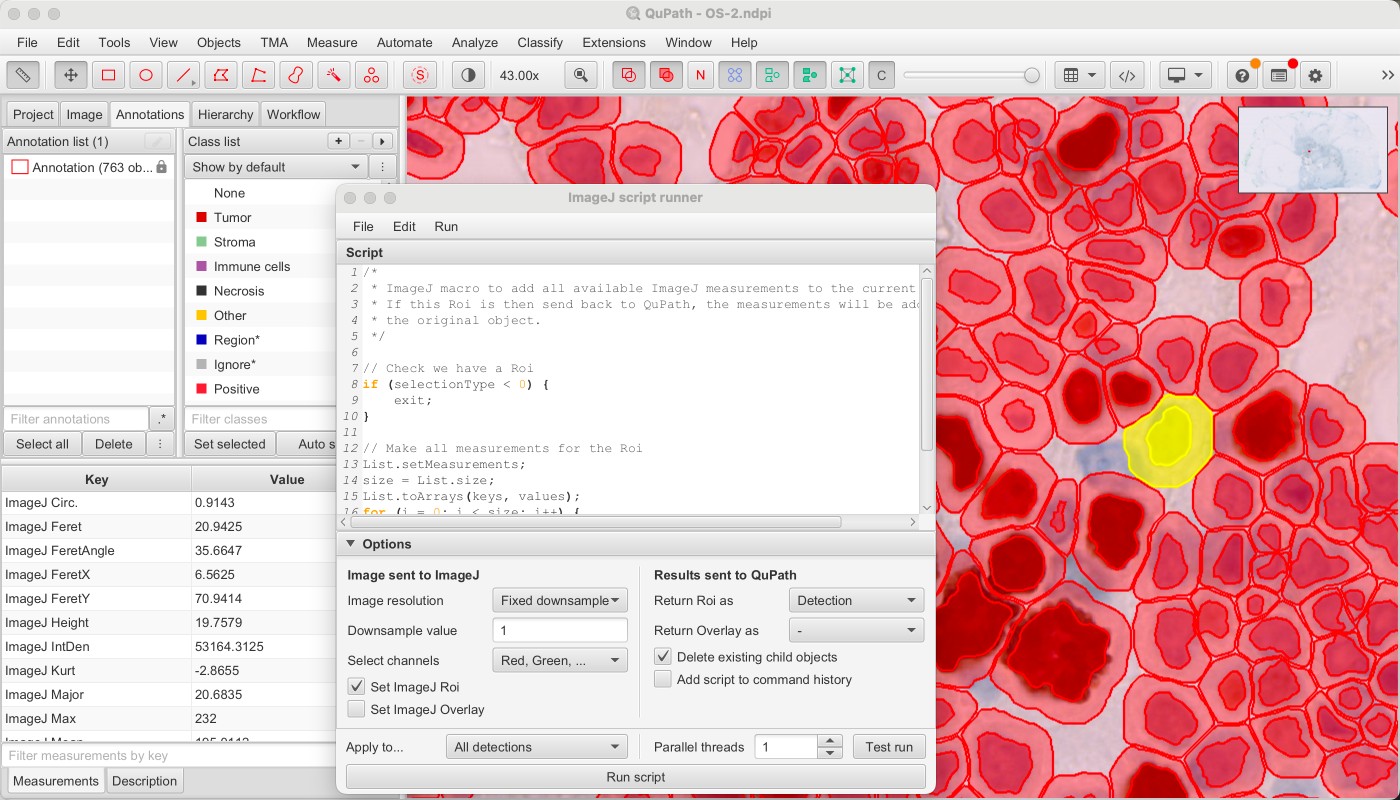 QuPath - OS-2.ndpi
File Edit Tools View Objects TMA Measure Automate Analyze Classify Extensions Window Help
S 43.00x N C </> ? >>
Project Image Annotations Hierarchy Workflow
Annotation list (1)
Annotation (763 ob...
Filter annotations .*
Select all Delete
Class list + -
Show by default
None
Tumor
Stroma
Immune cells
Necrosis
Other
Region*
Ignore*
Positive
Filter classes
Set selected Auto s
Key Value
ImageJ Circ. 0.9143
ImageJ Feret 20.9425
ImageJ FeretAngle 35.6647
ImageJ FeretX 6.5625
ImageJ FeretY 70.9414
ImageJ Height 19.7579
ImageJ IntDen 53164.3125
ImageJ Kurt -2.8655
ImageJ Major 20.6835
ImageJ Max 232
Filter measurements by key
Measurements Description
ImageJ script runner
File Edit Run
Script
1 /*
2 * ImageJ macro to add all available ImageJ measurements to the current
3 * If this Roi is then send back to QuPath, the measurements will be add
4 * the original object.
5 */
6
7 // Check we have a Roi
8 if (selectionType < 0) {
9 exit;
10 }
11
12 // Make all measurements for the Roi
13 List.setMeasurements;
14 size = List.size;
15 List.toArrays(keys, values);
16 for (i = 0; i < size; i++) {
Options
Image sent to ImageJ
Image resolution Fixed downsample
Downsample value 1
Select channels Red, Green, ...
Set ImageJ Roi
Set ImageJ Overlay
Results sent to QuPath
Return Roi as Detection
Return Overlay as -
Delete existing child objects
Add script to command history
Apply to... All detections Parallel threads 1 Test run
Run script